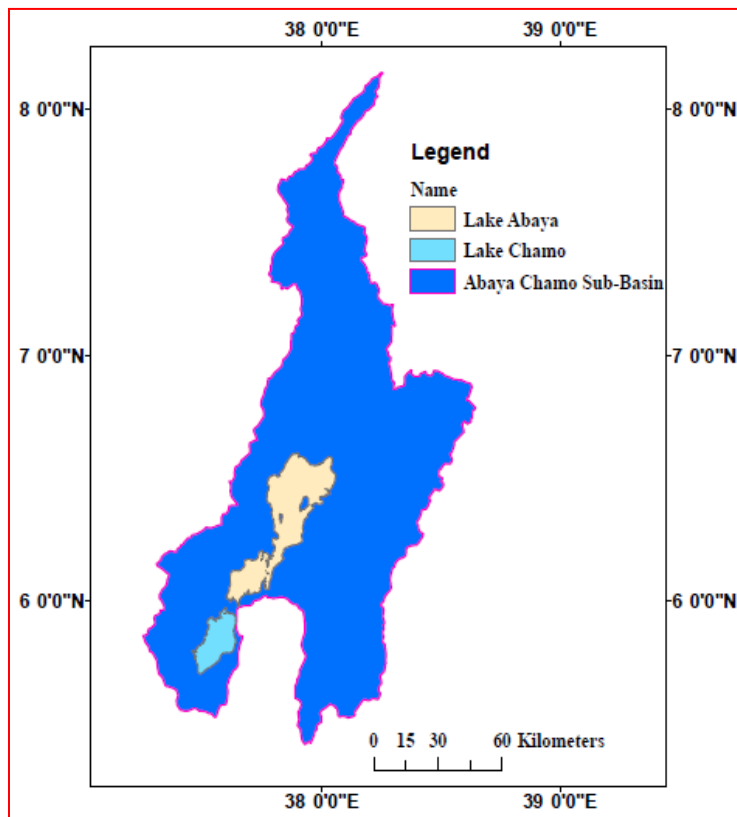 38 0'0"E 39 0'0"E
8 0'0"N 8 0'0"N
Legend
Name
Lake Abaya
Lake Chamo
Abaya Chamo Sub-Basin
7 0'0"N 7 0'0"N
6 0'0"N 6 0'0"N
0 15 30 60 Kilometers
38 0'0"E 39 0'0"E